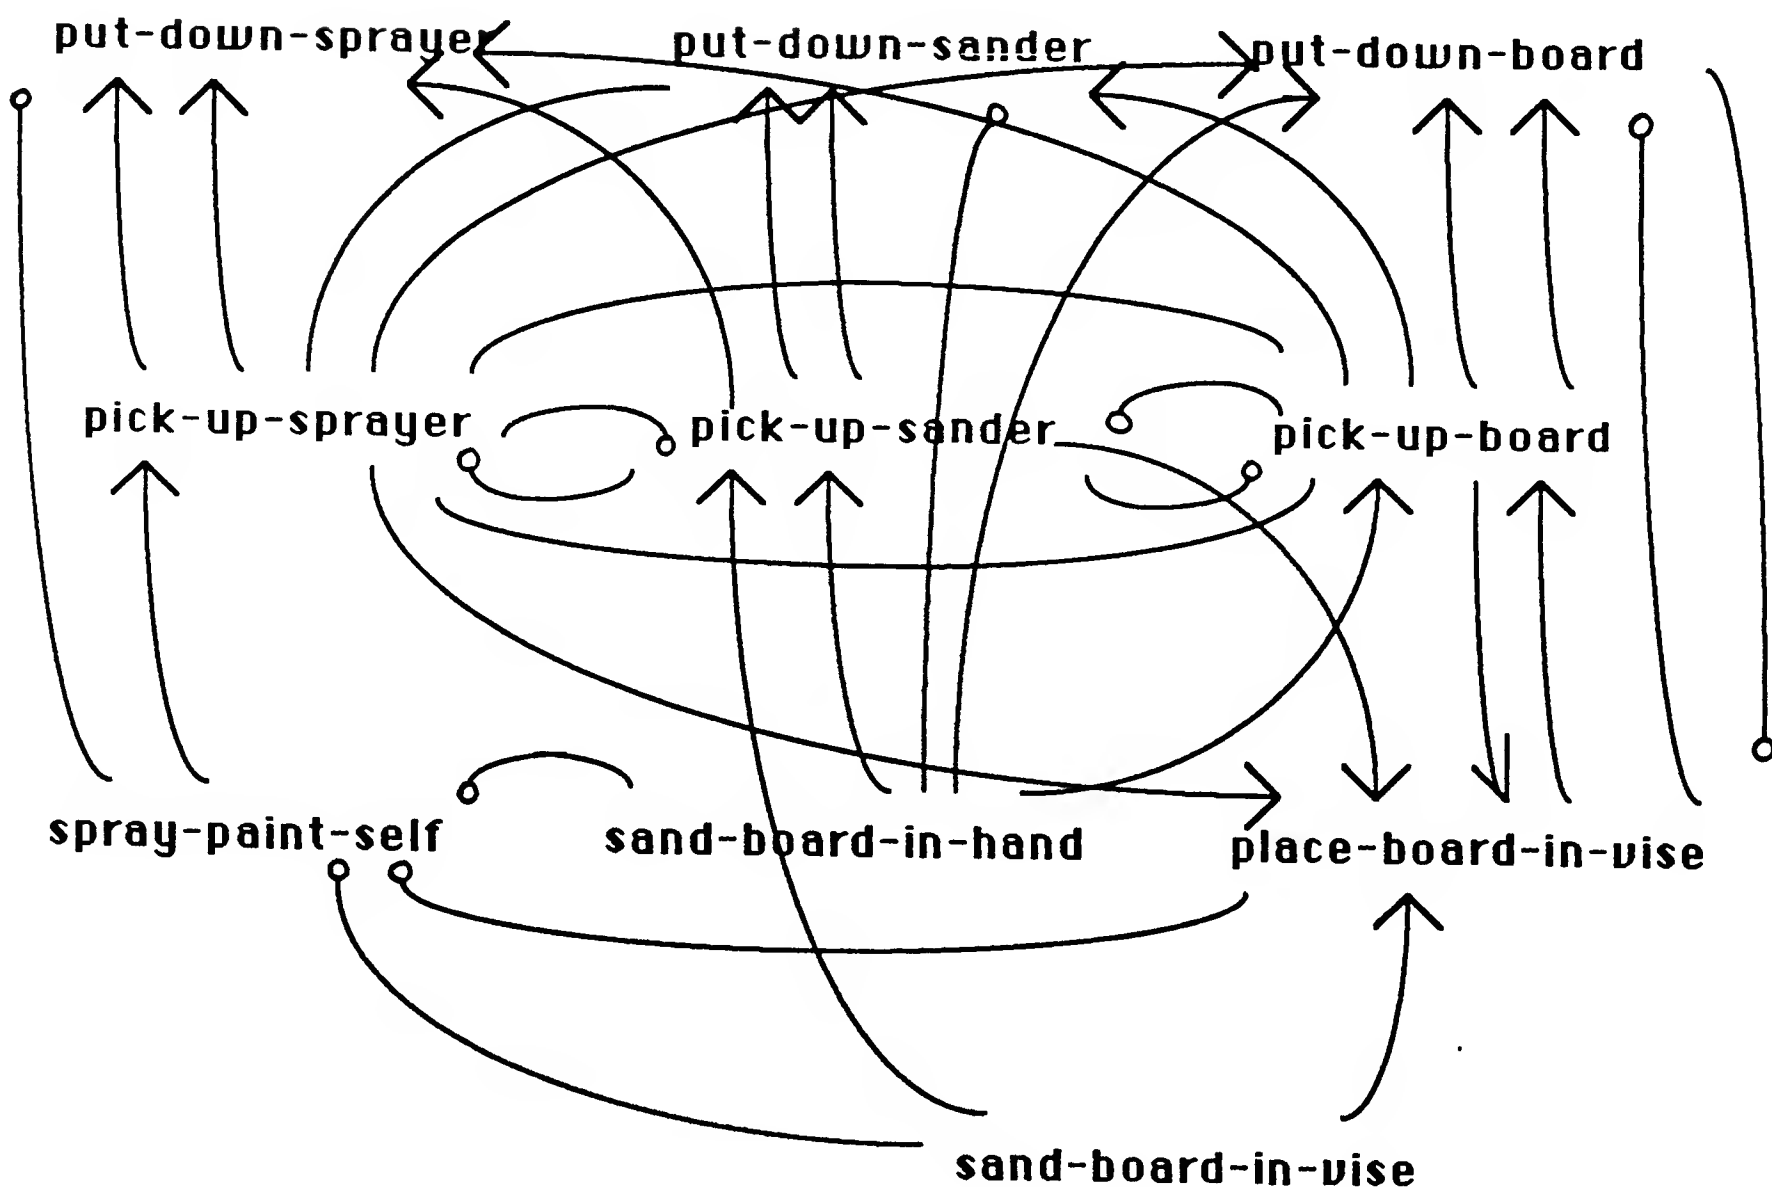 put-down-sprayer put-down-sander put-down-board
pick-up-sprayer pick-up-sander pick-up-board
spray-paint-self sand-board-in-hand place-board-in-vise
sand-board-in-vise